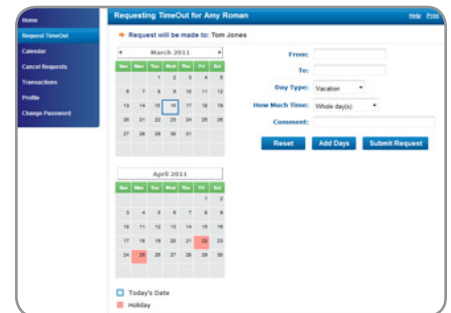 Home
Request TimeOut
Calendar
Cancel Requests
Transactions
Profile
Change Password
Requesting TimeOut for Amy Roman
Help Print
Request will be made to: Tom Jones
March 2011
Sun Mon Tue Wed Thu Fri Sat
1 2 3 4 5
6 7 8 9 10 11 12
13 14 15 16 17 18 19
20 21 22 23 24 25 26
27 28 29 30 31
April 2011
Sun Mon Tue Wed Thu Fri Sat
1 2
3 4 5 6 7 8 9
10 11 12 13 14 15 16
17 18 19 20 21 22 23
24 25 26 27 28 29 30
Today's Date
Holiday
From:
To:
Day Type: Vacation
How Much Time: Whole day(s)
Comment:
Reset Add Days Submit Request